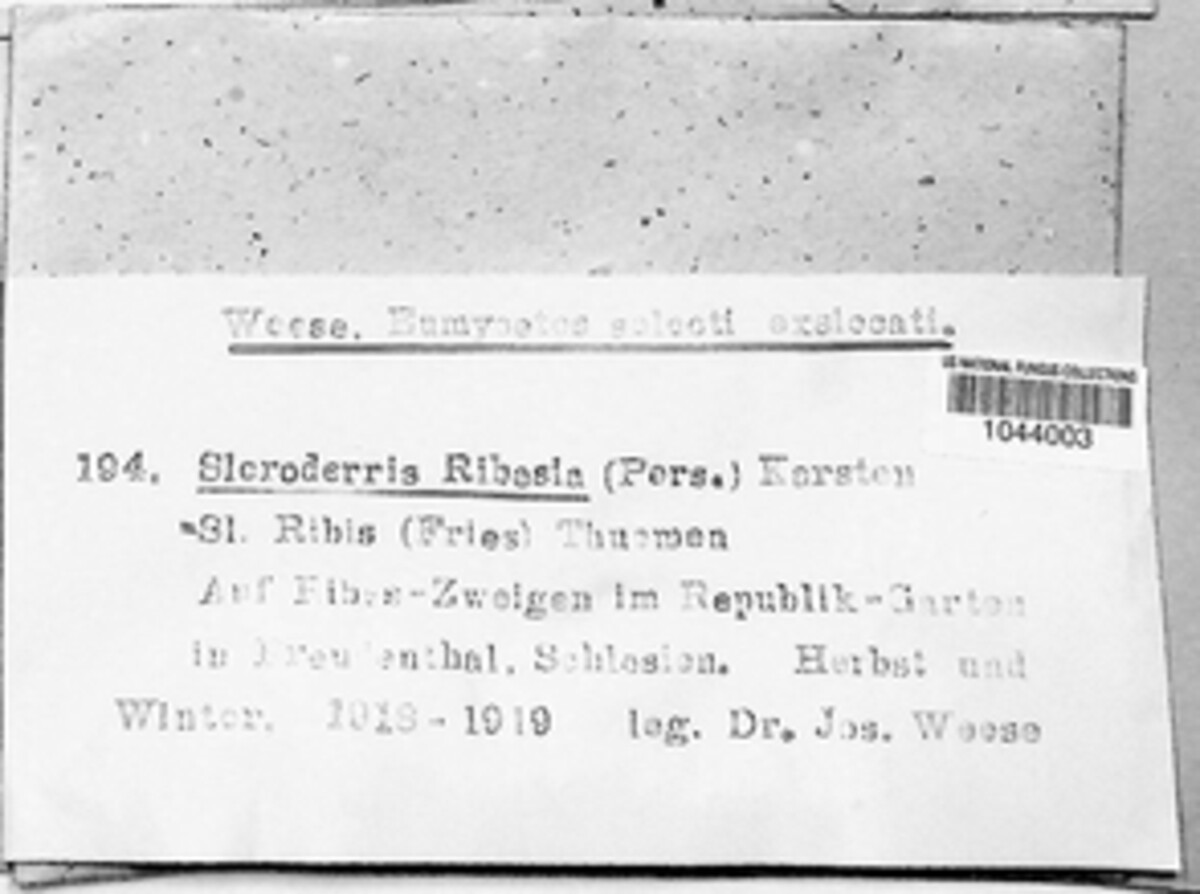 Weese. Eumycetes selecti exsiccati.
US NATIONAL FUNGUS COLLECTIONS
1044003
194. Slcroderris Ribesia (Pers.) Karsten
=Sl. Ribis (Fries) Thuemen
Auf Ribes-Zweigen im Republik-Garten
in Freudenthal, Schlesien. Herbst und
Winter. 1918-1919 leg. Dr. Jos. Weese